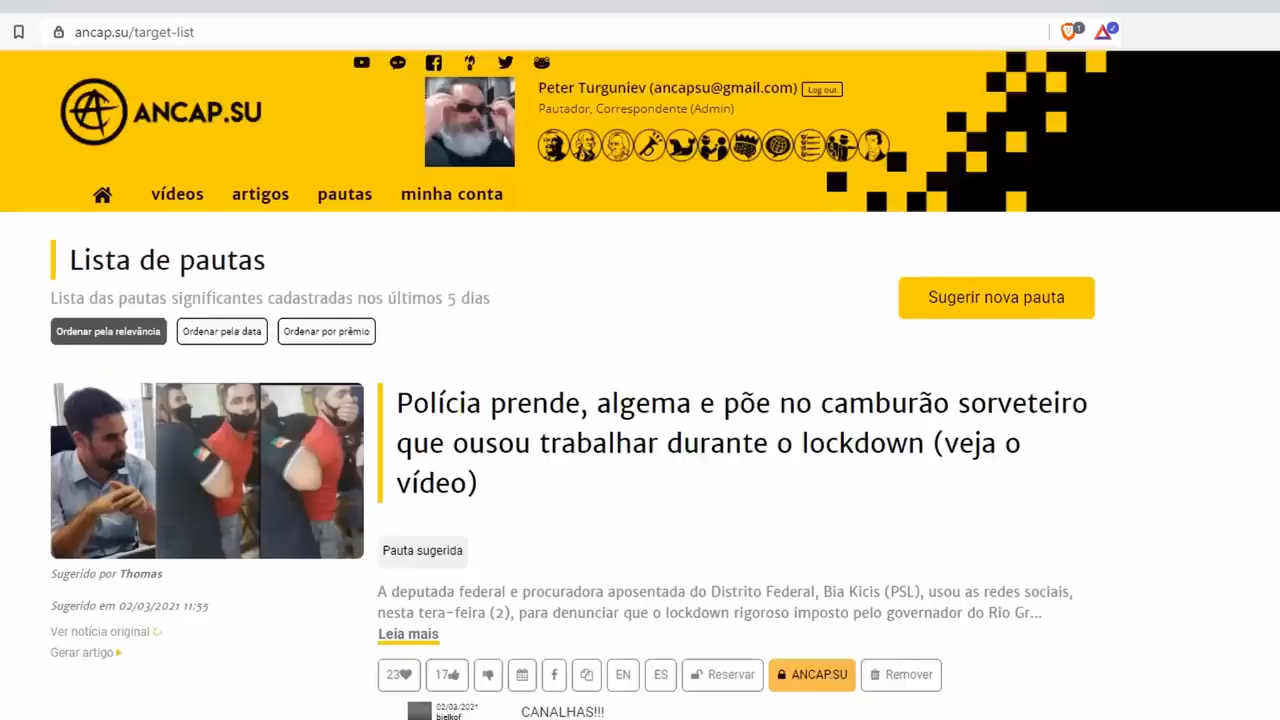 ancap.su/target-list
1
ANCAP.SU
Peter Turguniev (ancapsu@gmail.com) Log out
Pautador, Correspondente (Admin)
vídeos artigos pautas minha conta
Lista de pautas
Lista das pautas significantes cadastradas nos últimos 5 dias
Sugerir nova pauta
Ordenar pela relevância Ordenar pela data Ordenar por prêmio
Polícia prende, algema e põe no camburão sorveteiro
que ousou trabalhar durante o lockdown (veja o
vídeo)
Pauta sugerida
Sugerido por Thomas
Sugerido em 02/03/2021 11:55
Ver notícia original
Gerar artigo
A deputada federal e procuradora aposentada do Distrito Federal, Bia Kicis (PSL), usou as redes sociais,
nesta tera-feira (2), para denunciar que o lockdown rigoroso imposto pelo governador do Rio Gr...
Leia mais
23 17 EN ES Reservar ANCAP.SU Remover
02/03/2021
bielkof
CANALHAS!!!